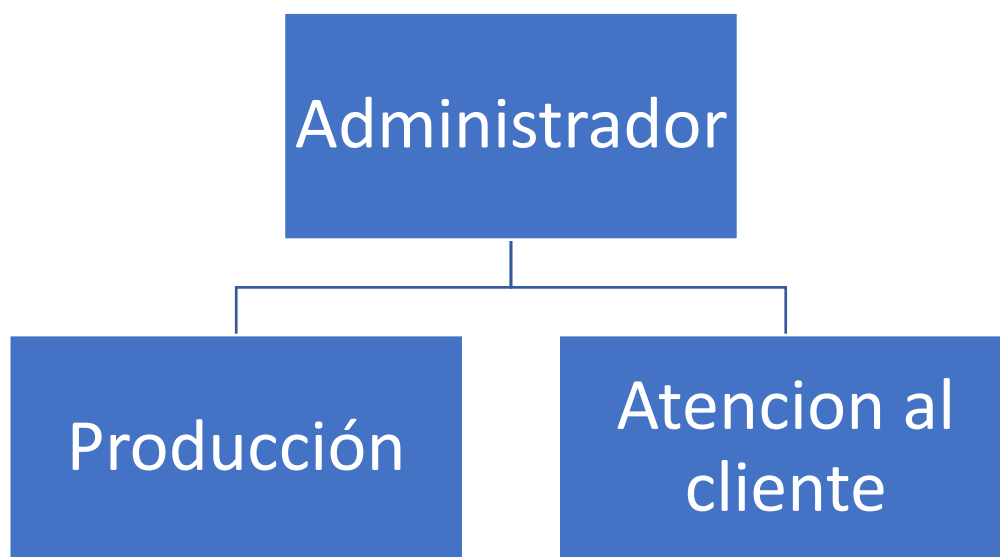 Administrador
Producción
Atencion al
cliente